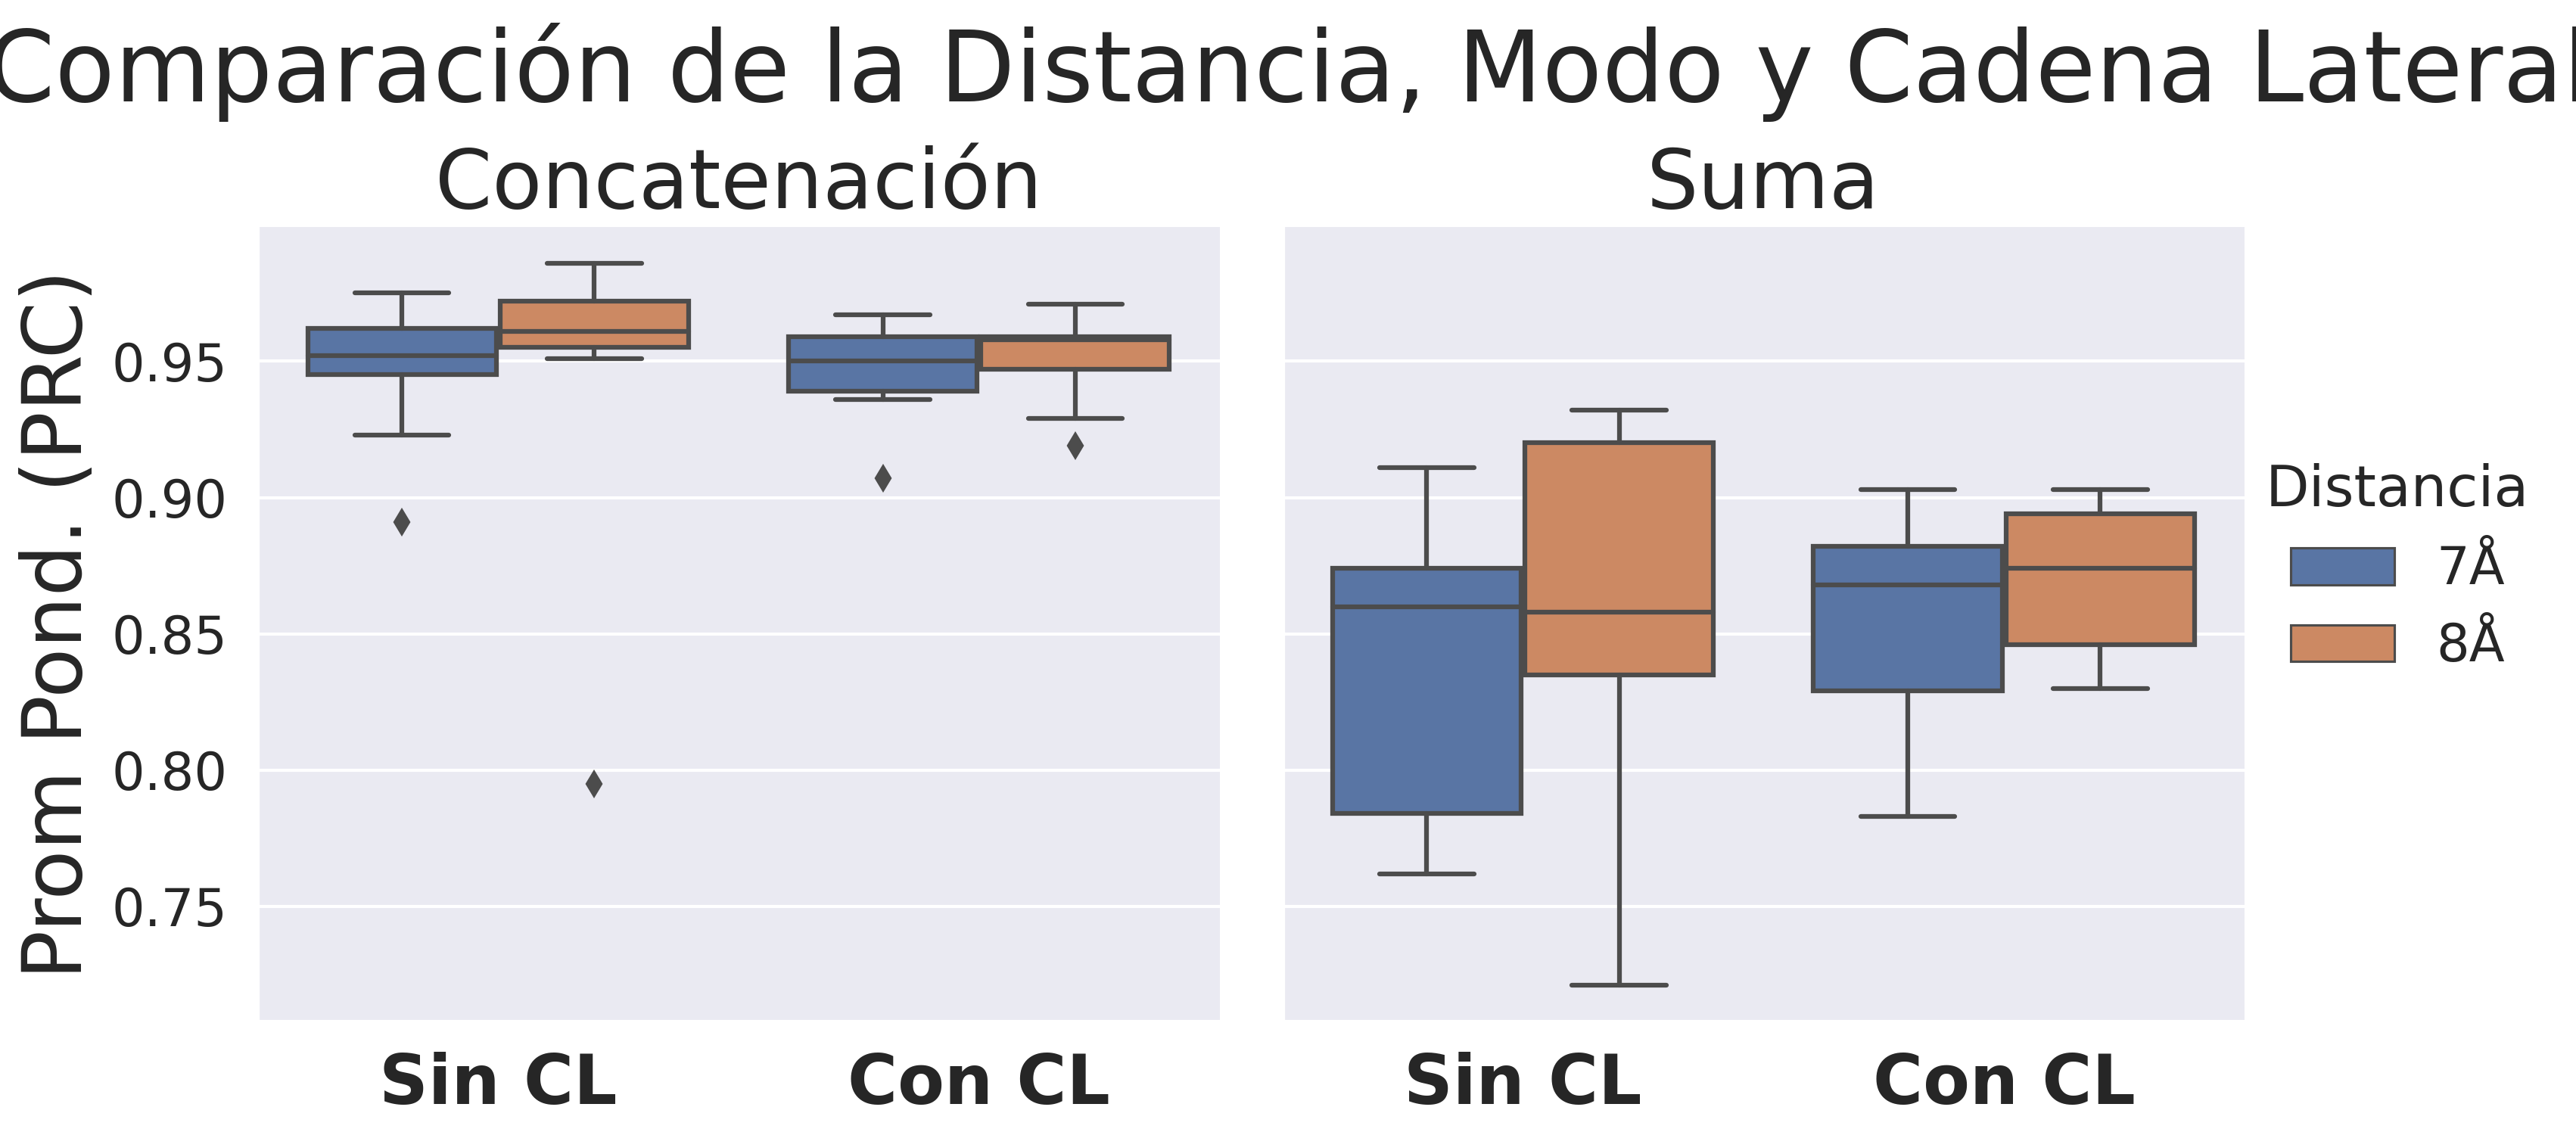 Comparación de la Distancia, Modo y Cadena Lateral
Concatenación
Suma
Prom Pond. (PRC)
0.95
0.90
0.85
0.80
0.75
Sin CL
Con CL
Sin CL
Con CL
Distancia
7Å
8Å